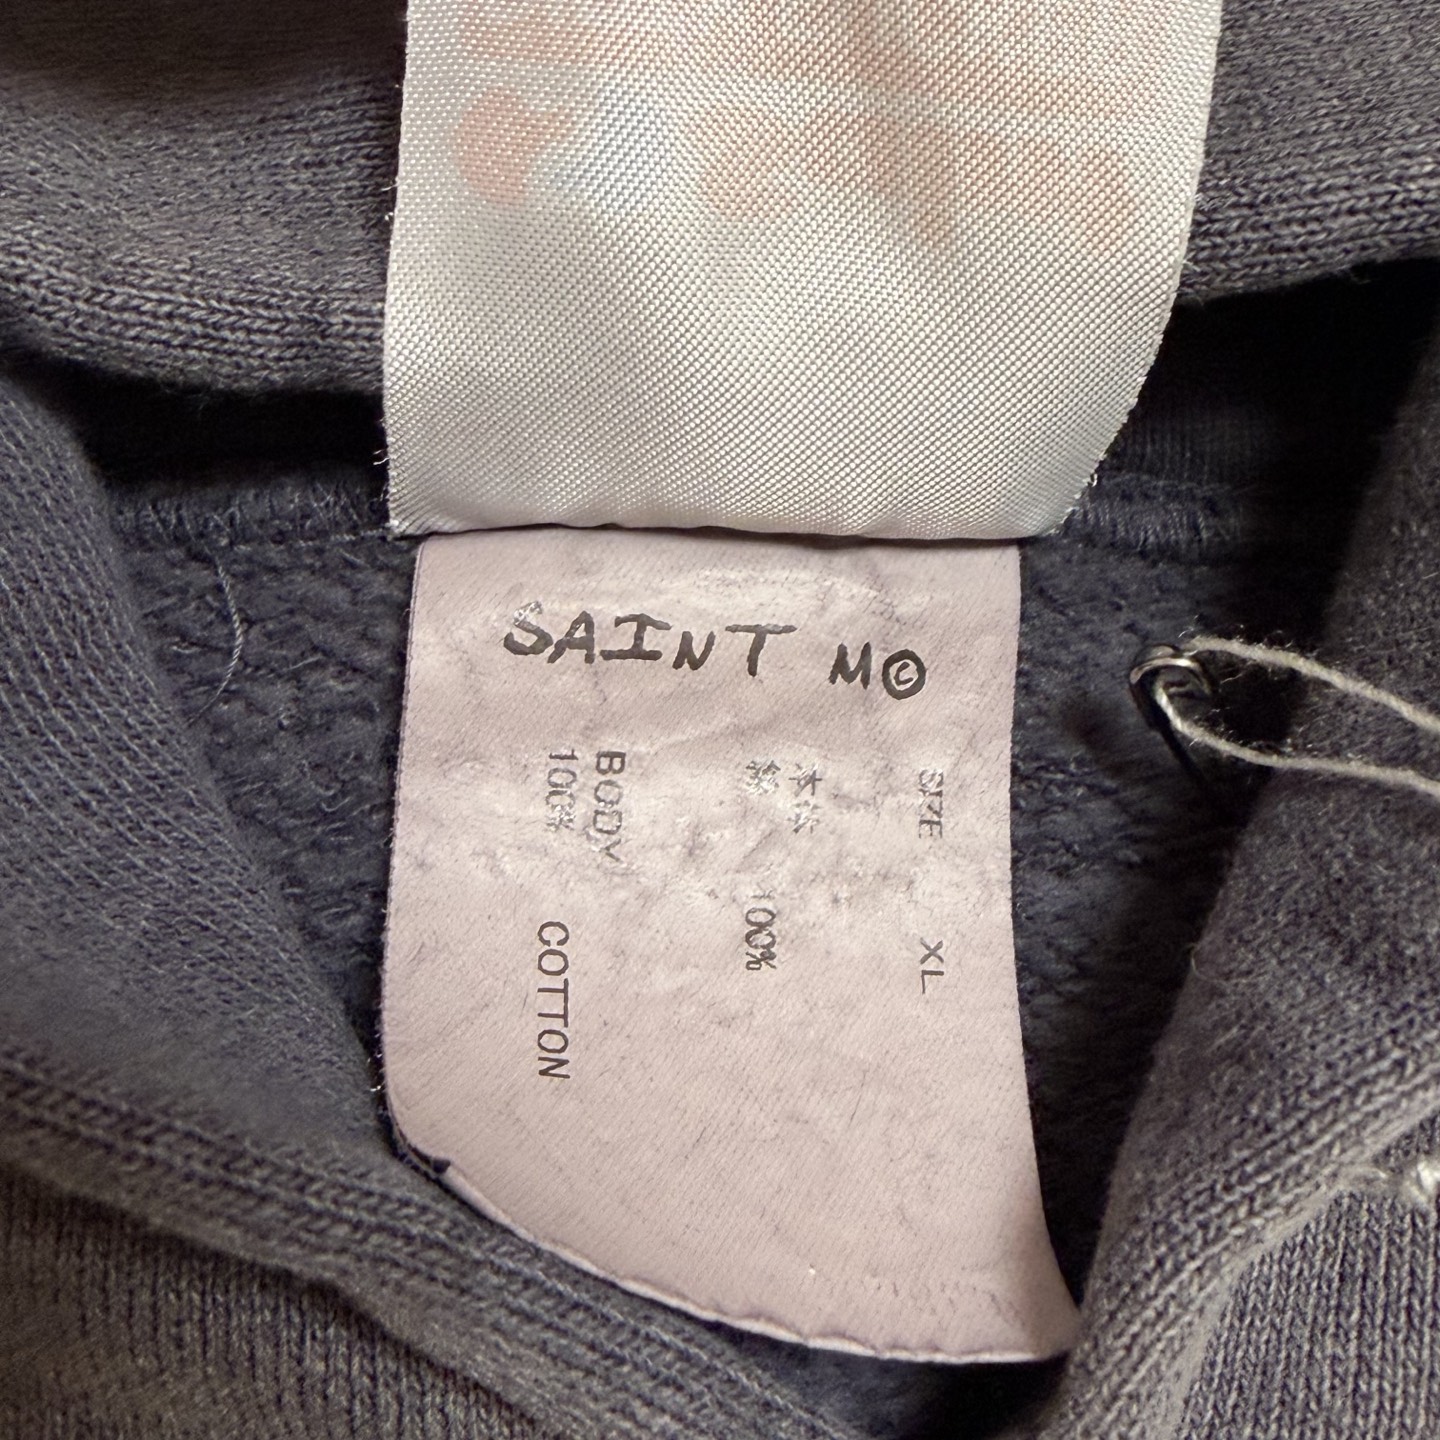 SAINT M©
SIZE XL
本体
綿 100%
BODY
100% COTTON